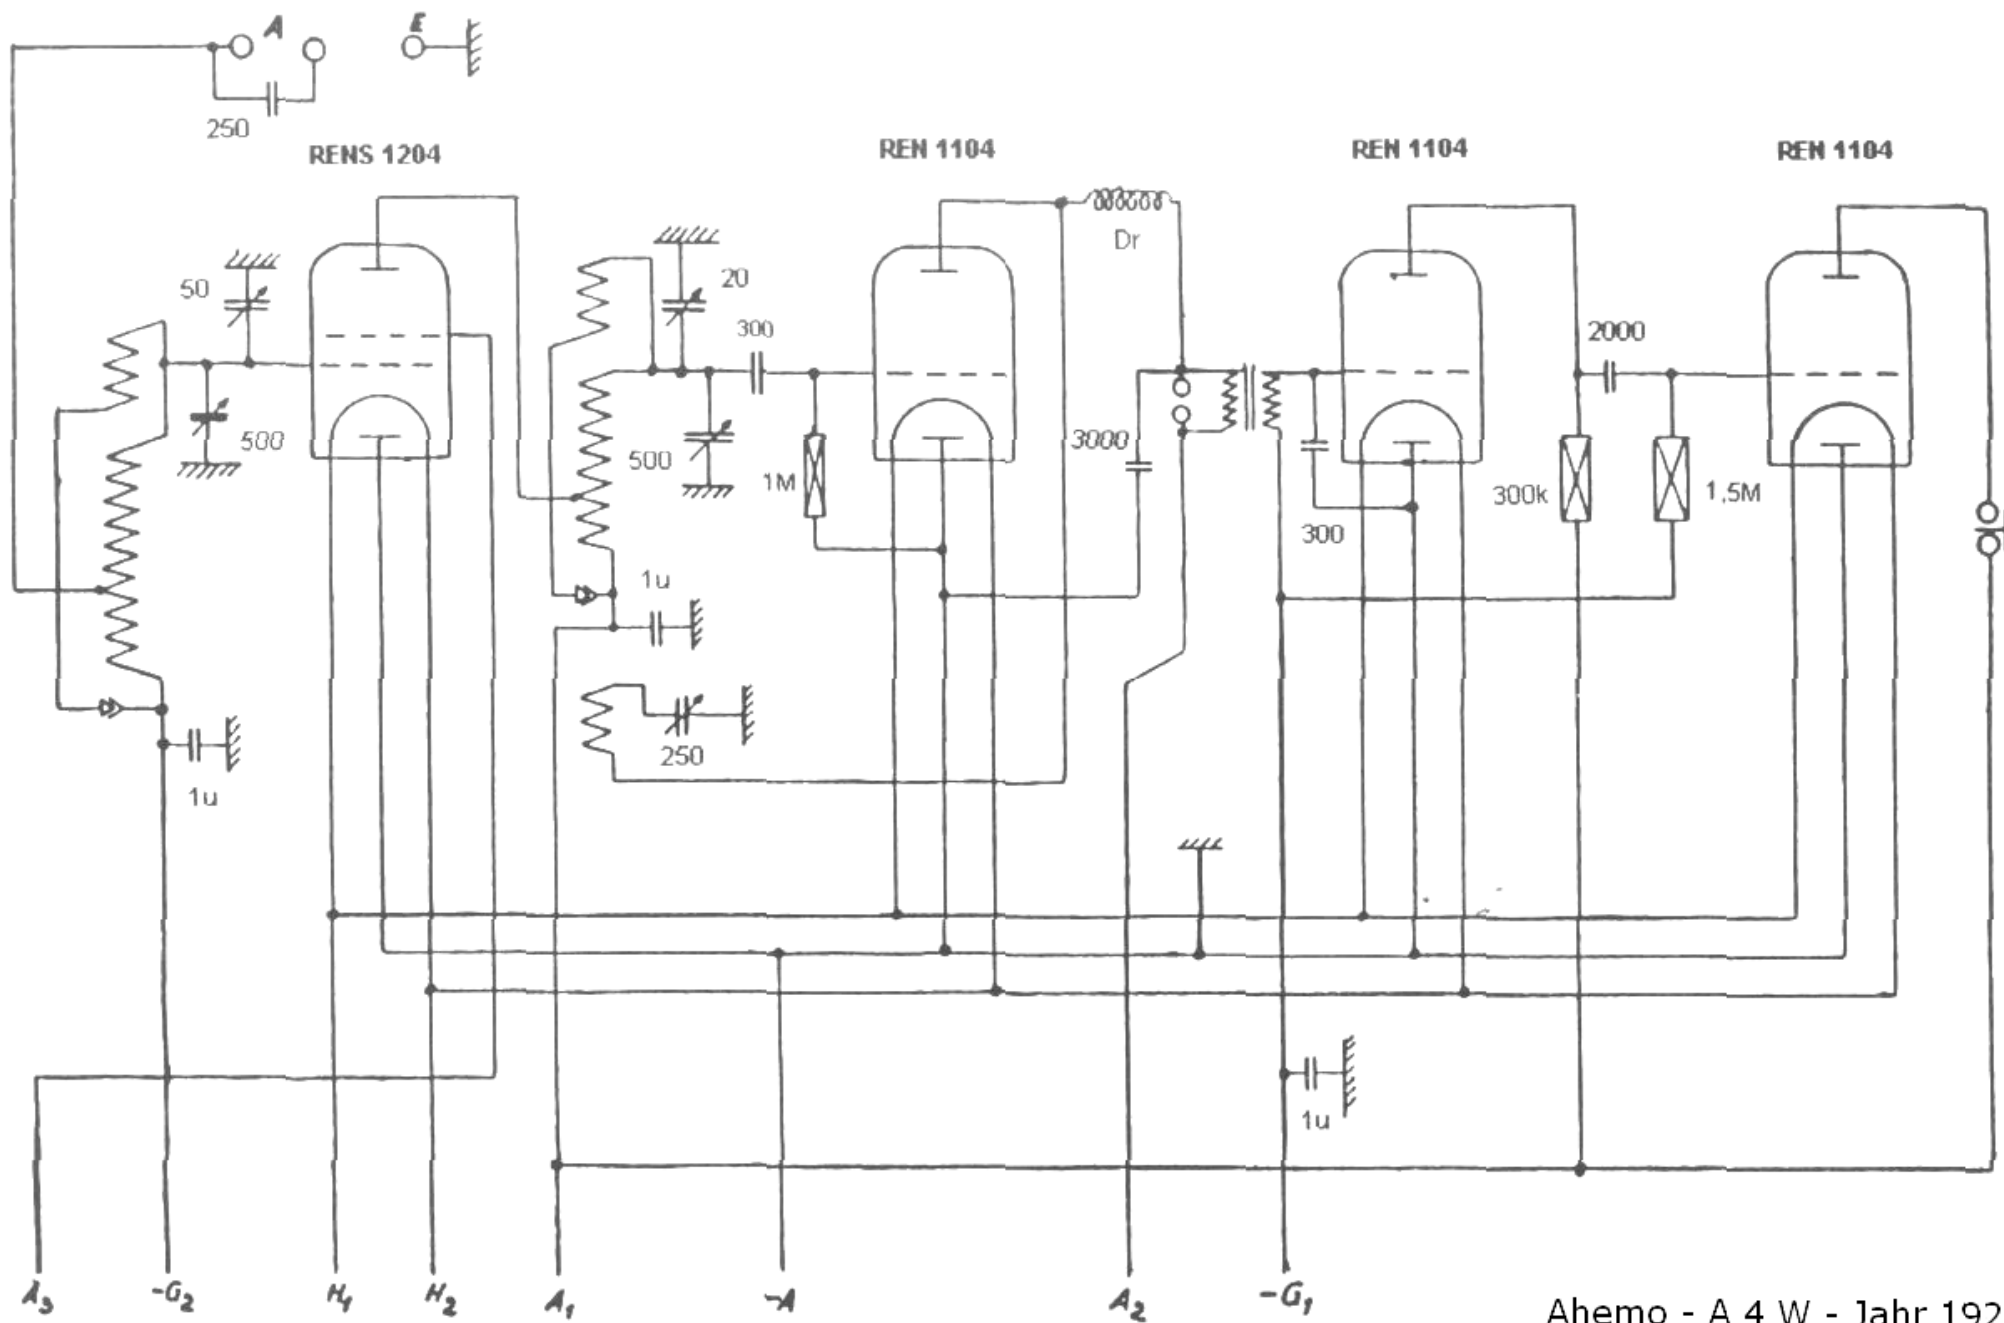 A E
250
RENS 1204 REN 1104 REN 1104 REN 1104
Dr
50 20
300 2000
500 500 3000
1M 300k 1,5M
300
1u
250
1u
1u
A3 -G2 H1 H2 A1 -A A2 -G1
Ahemo - A 4 W - Jahr 192